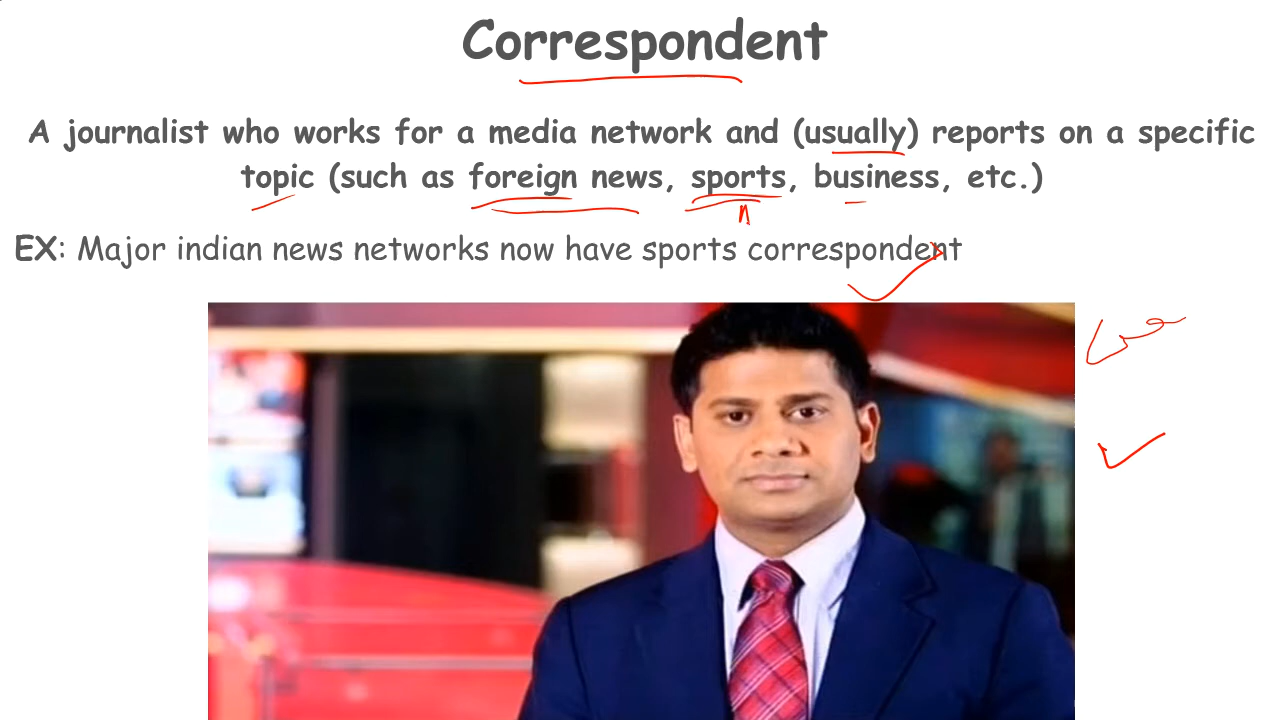 Correspondent
A journalist who works for a media network and (usually) reports on a specific
topic (such as foreign news, sports, business, etc.)
EX: Major indian news networks now have sports correspondent